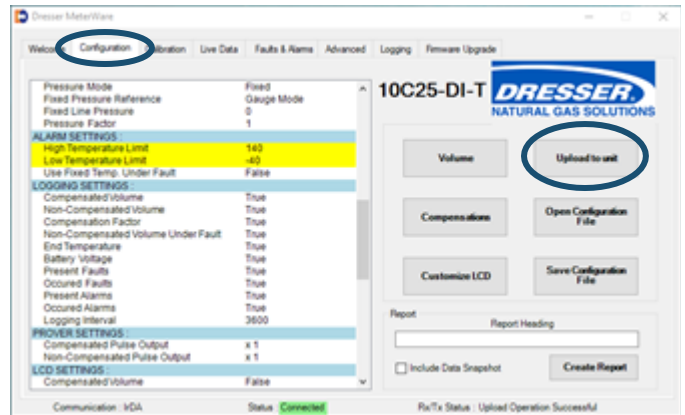 Dresser MeterWare
Welcome Configuration Calibration Live Data Faults & Alarms Advanced Logging Firmware Upgrade
Pressure Mode Fixed
Fixed Pressure Reference Gauge Mode
Fixed Line Pressure 0
Pressure Factor 1
ALARM SETTINGS :
High Temperature Limit 140
Low Temperature Limit -40
Use Fixed Temp. Under Fault False
LOGGING SETTINGS :
Compensated Volume True
Non-Compensated Volume True
Compensation Factor True
Non-Compensated Volume Under Fault True
End Temperature True
Battery Voltage True
Present Faults True
Occured Faults True
Present Alarms True
Occured Alarms True
Logging Interval 3600
PROVER SETTINGS :
Compensated Pulse Output x 1
Non-Compensated Pulse Output x 1
LCD SETTINGS :
Compensated Volume False
10C25-DI-T
DRESSER.
NATURAL GAS SOLUTIONS
Volume Upload to unit
Compensations Open Configuration
File
Customize LCD Save Configuration
File
Report
Report Heading
Include Data Snapshot Create Report
Communication : IrDA Status : Connected Rx/Tx Status : Upload Operation Successful